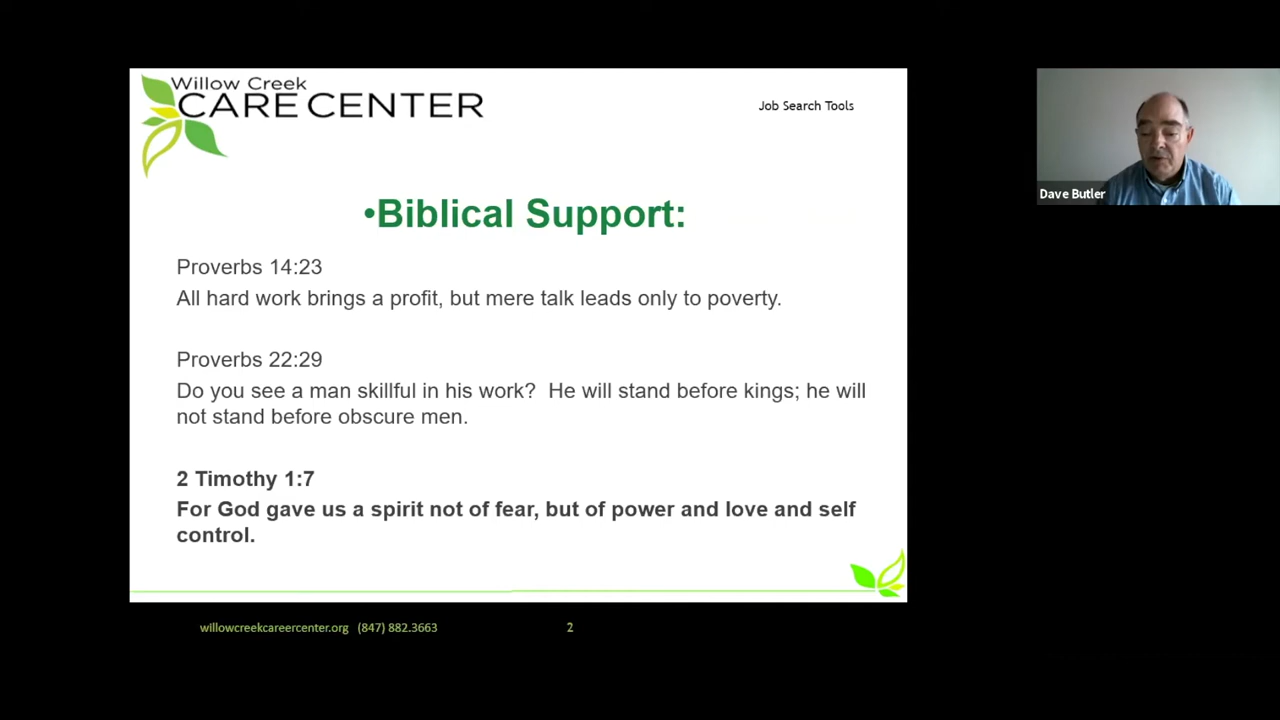 Willow Creek
CARE CENTER
Job Search Tools
•Biblical Support:
Proverbs 14:23
All hard work brings a profit, but mere talk leads only to poverty.
Proverbs 22:29
Do you see a man skillful in his work?  He will stand before kings; he will
not stand before obscure men.
2 Timothy 1:7
For God gave us a spirit not of fear, but of power and love and self
control.
willowcreekcareercenter.org   (847) 882.3663
2
Dave Butler